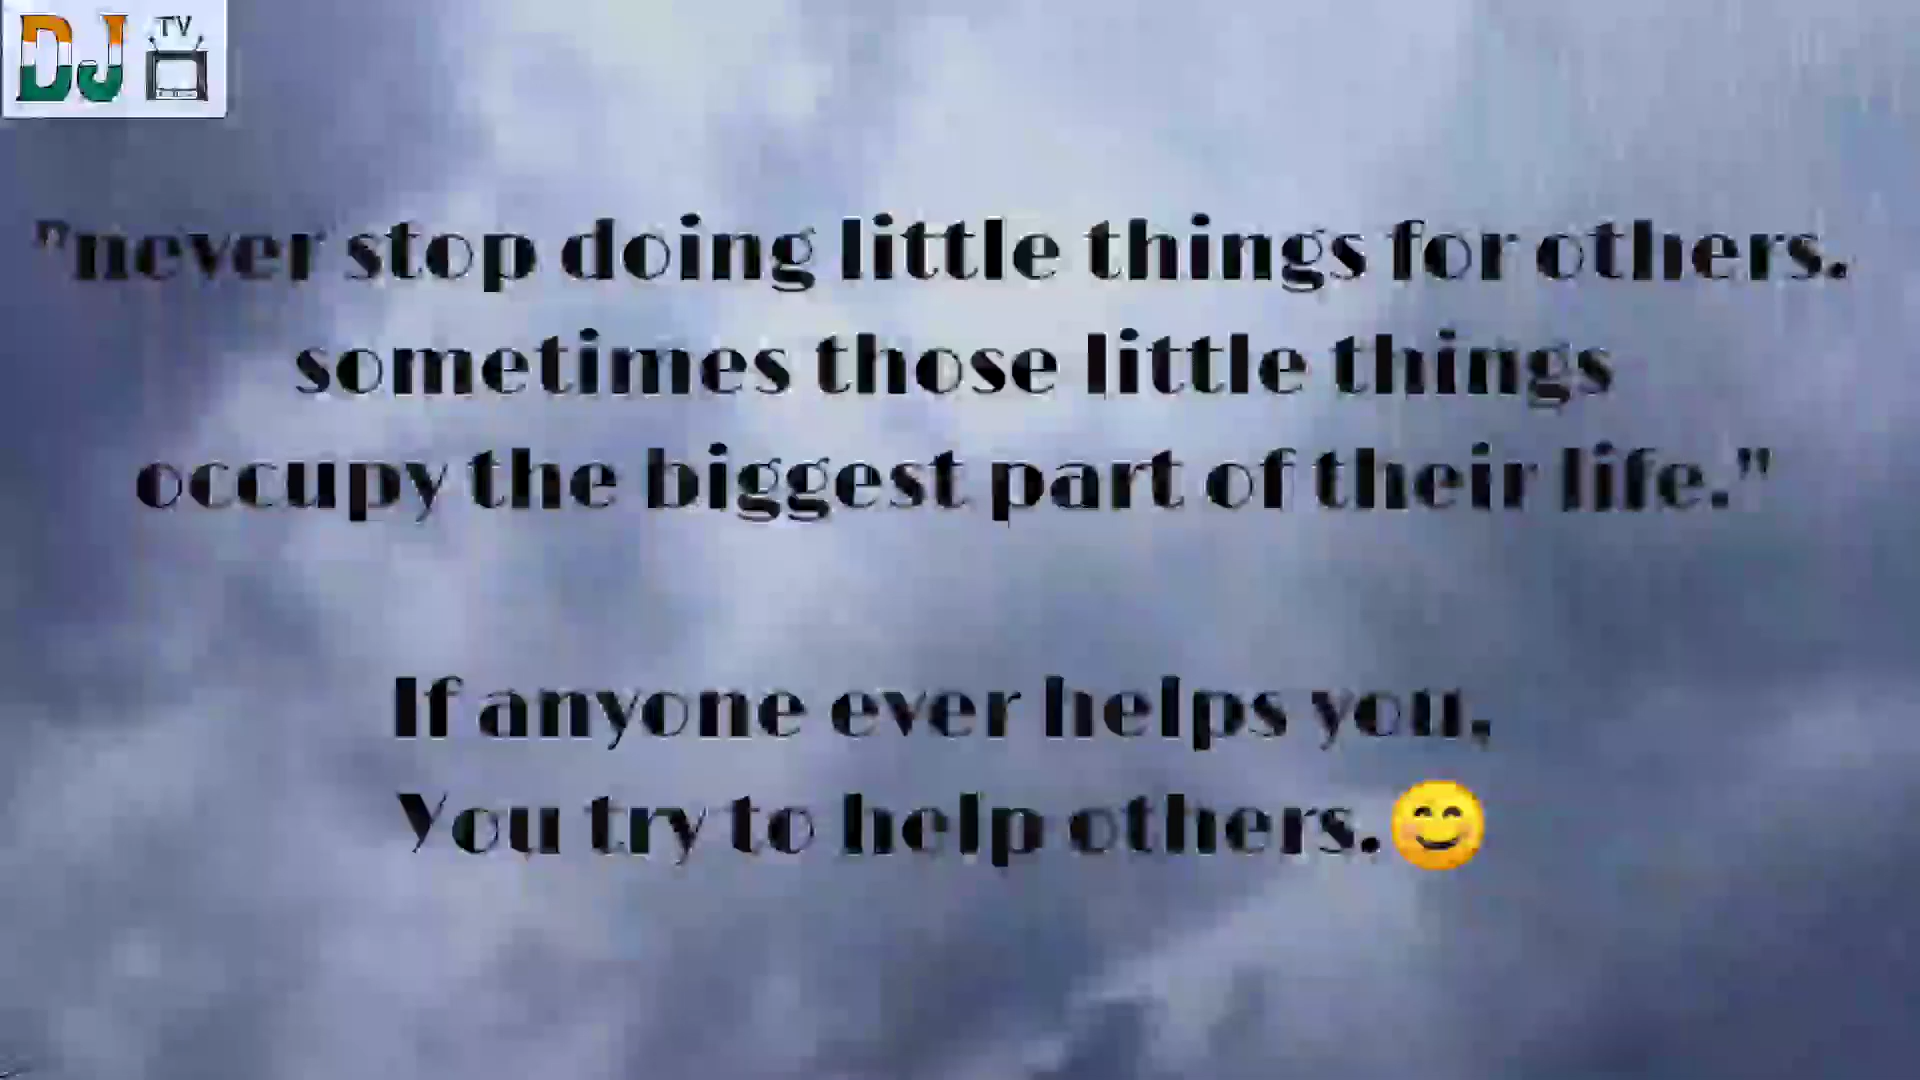 DJ TV
"never stop doing little things for others.
sometimes those little things
occupy the biggest part of their life."
If anyone ever helps you,
You try to help others.😊